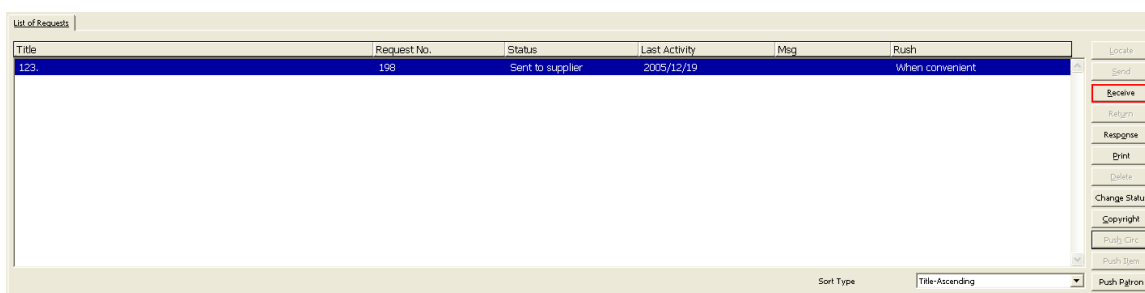 List of Requests
Title Request No. Status Last Activity Msg Rush
123. 198 Sent to supplier 2005/12/19 When convenient
Locate
Send
Receive
Return
Response
Print
Delete
Change Statu
Copyright
Push Circ
Push Item
Push Patron
Sort Type Title-Ascending